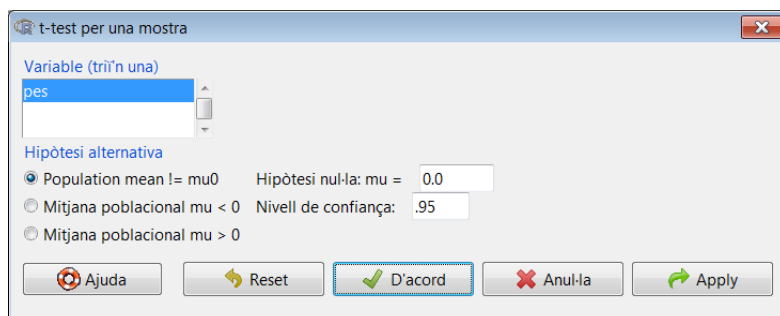 t-test per una mostra
Variable (triï'n una)
pes
Hipòtesi alternativa
Population mean != mu0 Hipòtesi nul·la: mu = 0.0
Mitjana poblacional mu < 0 Nivell de confiança: .95
Mitjana poblacional mu > 0
Ajuda Reset D'acord Anul·la Apply